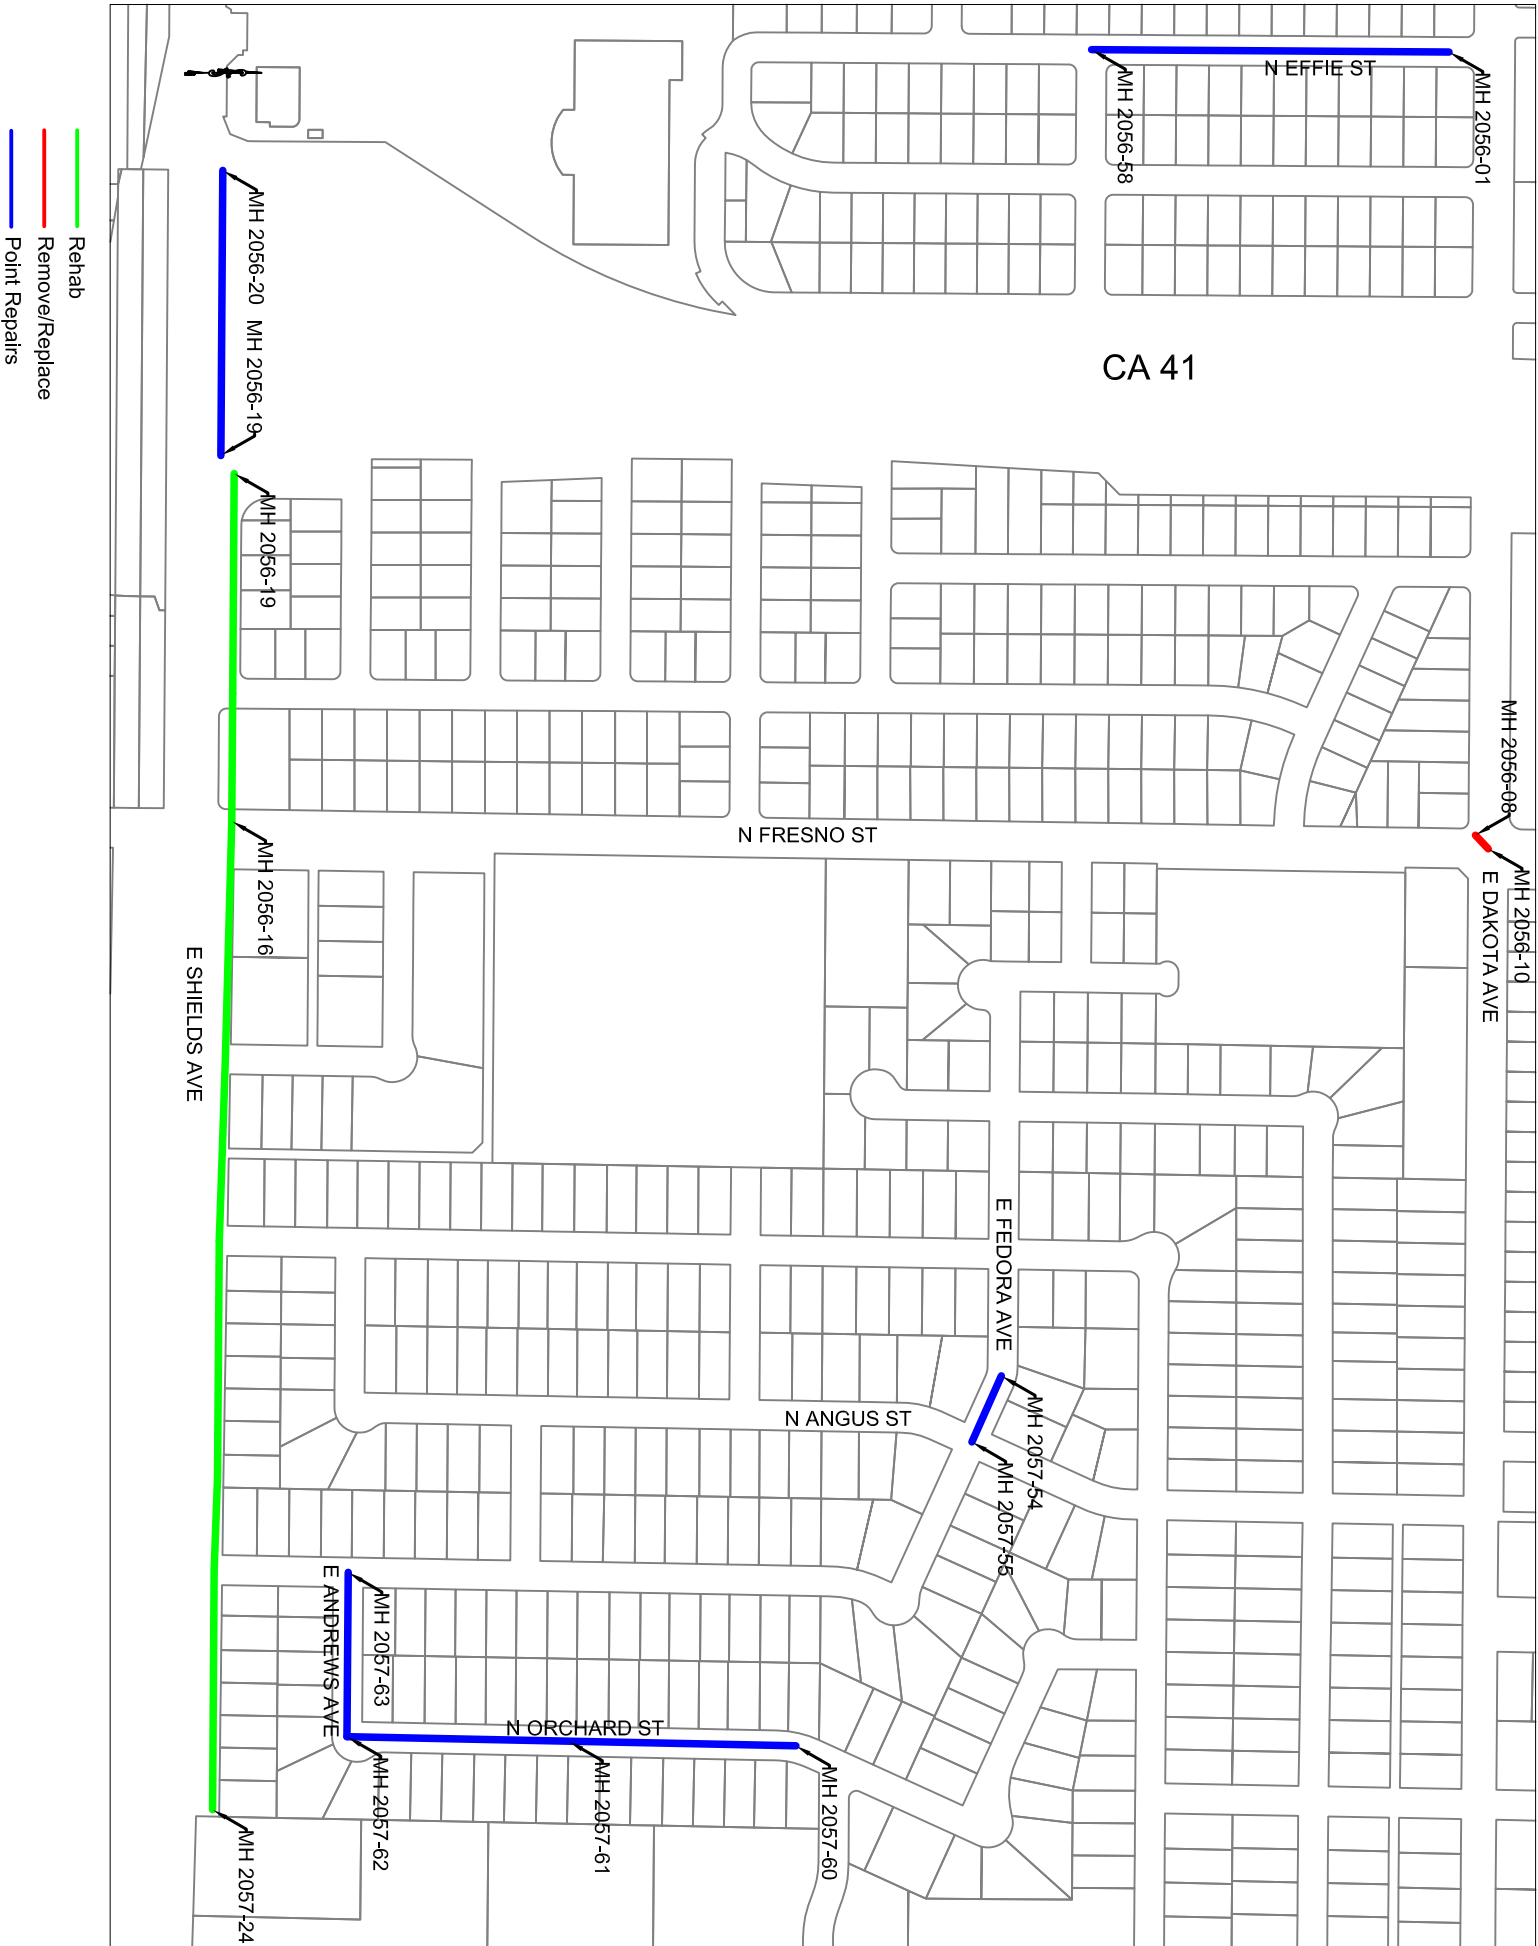 N EFFIE ST
MH 2056-01
MH 2056-58
MH 2056-20
MH 2056-19
CA 41
MH 2056-19
MH 2056-08
MH 2056-10
E DAKOTA AVE
N FRESNO ST
MH 2056-16
E SHIELDS AVE
E FEDORA AVE
MH 2057-54
N ANGUS ST
MH 2057-55
E ANDREWS AVE
MH 2057-63
N ORCHARD ST
MH 2057-62
MH 2057-61
MH 2057-60
MH 2057-24
Rehab
Remove/Replace
Point Repairs